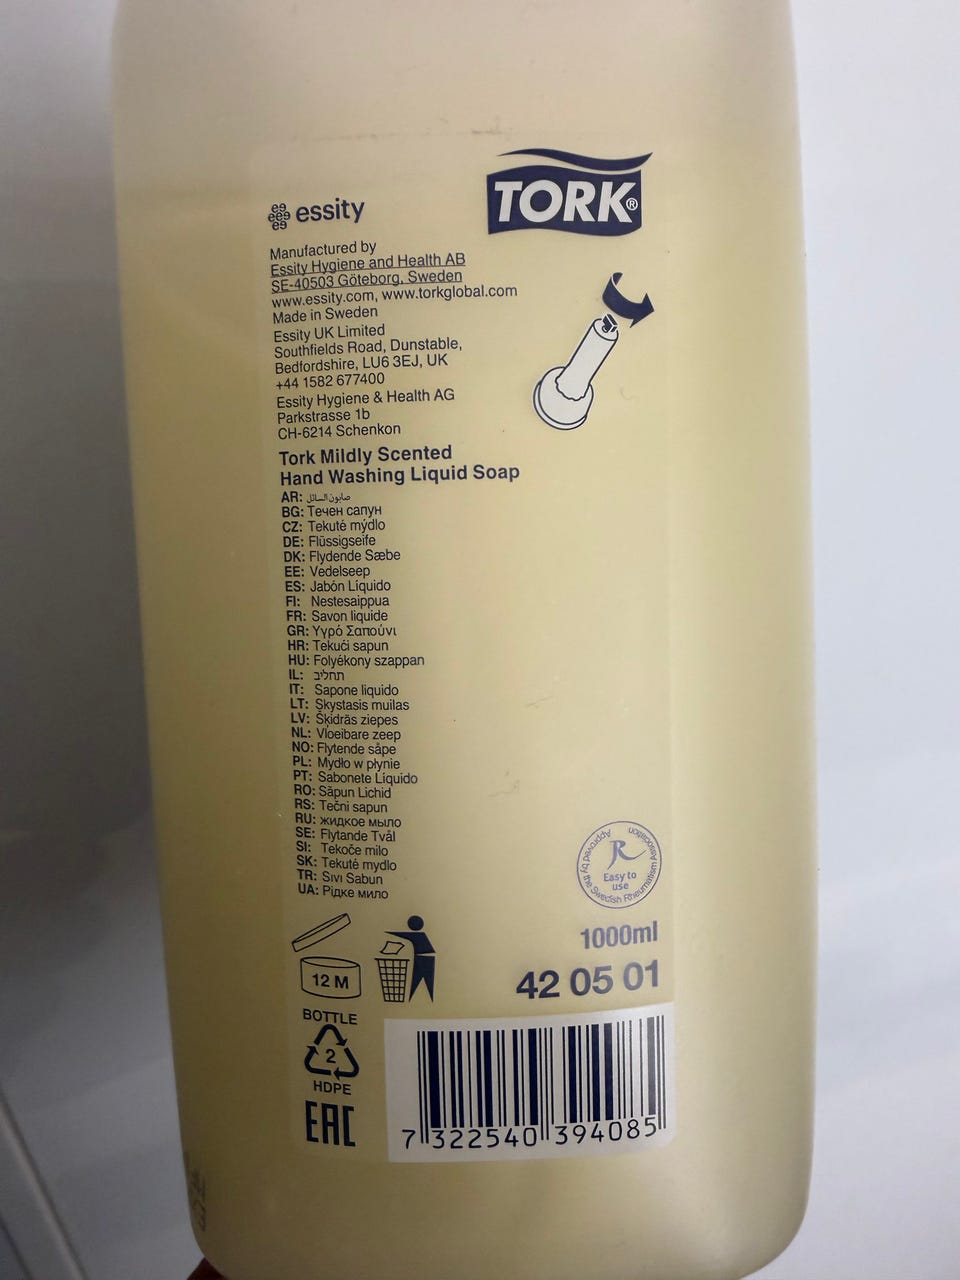 essity
TORK®
Manufactured by
Essity Hygiene and Health AB
SE-40503 Göteborg, Sweden
www.essity.com, www.torkglobal.com
Made in Sweden
Essity UK Limited
Southfields Road, Dunstable,
Bedfordshire, LU6 3EJ, UK
+44 1582 677400
Essity Hygiene & Health AG
Parkstrasse 1b
CH-6214 Schenkon
Tork Mildly Scented
Hand Washing Liquid Soap
AR: صابون السائل
BG: Течен сапун
CZ: Tekuté mýdlo
DE: Flüssigseife
DK: Flydende Sæbe
EE: Vedelseep
ES: Jabón Líquido
FI: Nestesaippua
FR: Savon liquide
GR: Υγρό Σαπούνι
HR: Tekući sapun
HU: Folyékony szappan
IL: תחליב
IT: Sapone liquido
LT: Skystasis muilas
LV: Šķidrās ziepes
NL: Vloeibare zeep
NO: Flytende såpe
PL: Mydło w płynie
PT: Sabonete Líquido
RO: Săpun Lichid
RS: Tečni sapun
RU: жидкое мыло
SE: Flytande Tvål
SI: Tekoče milo
SK: Tekuté mydlo
TR: Sıvı Sabun
UA: Рідке мило
Approved by the Swedish Rheumatism Association
R
Easy to
use
1000ml
42 05 01
12 M
BOTTLE
2
HDPE
EAC
7 322540 394085